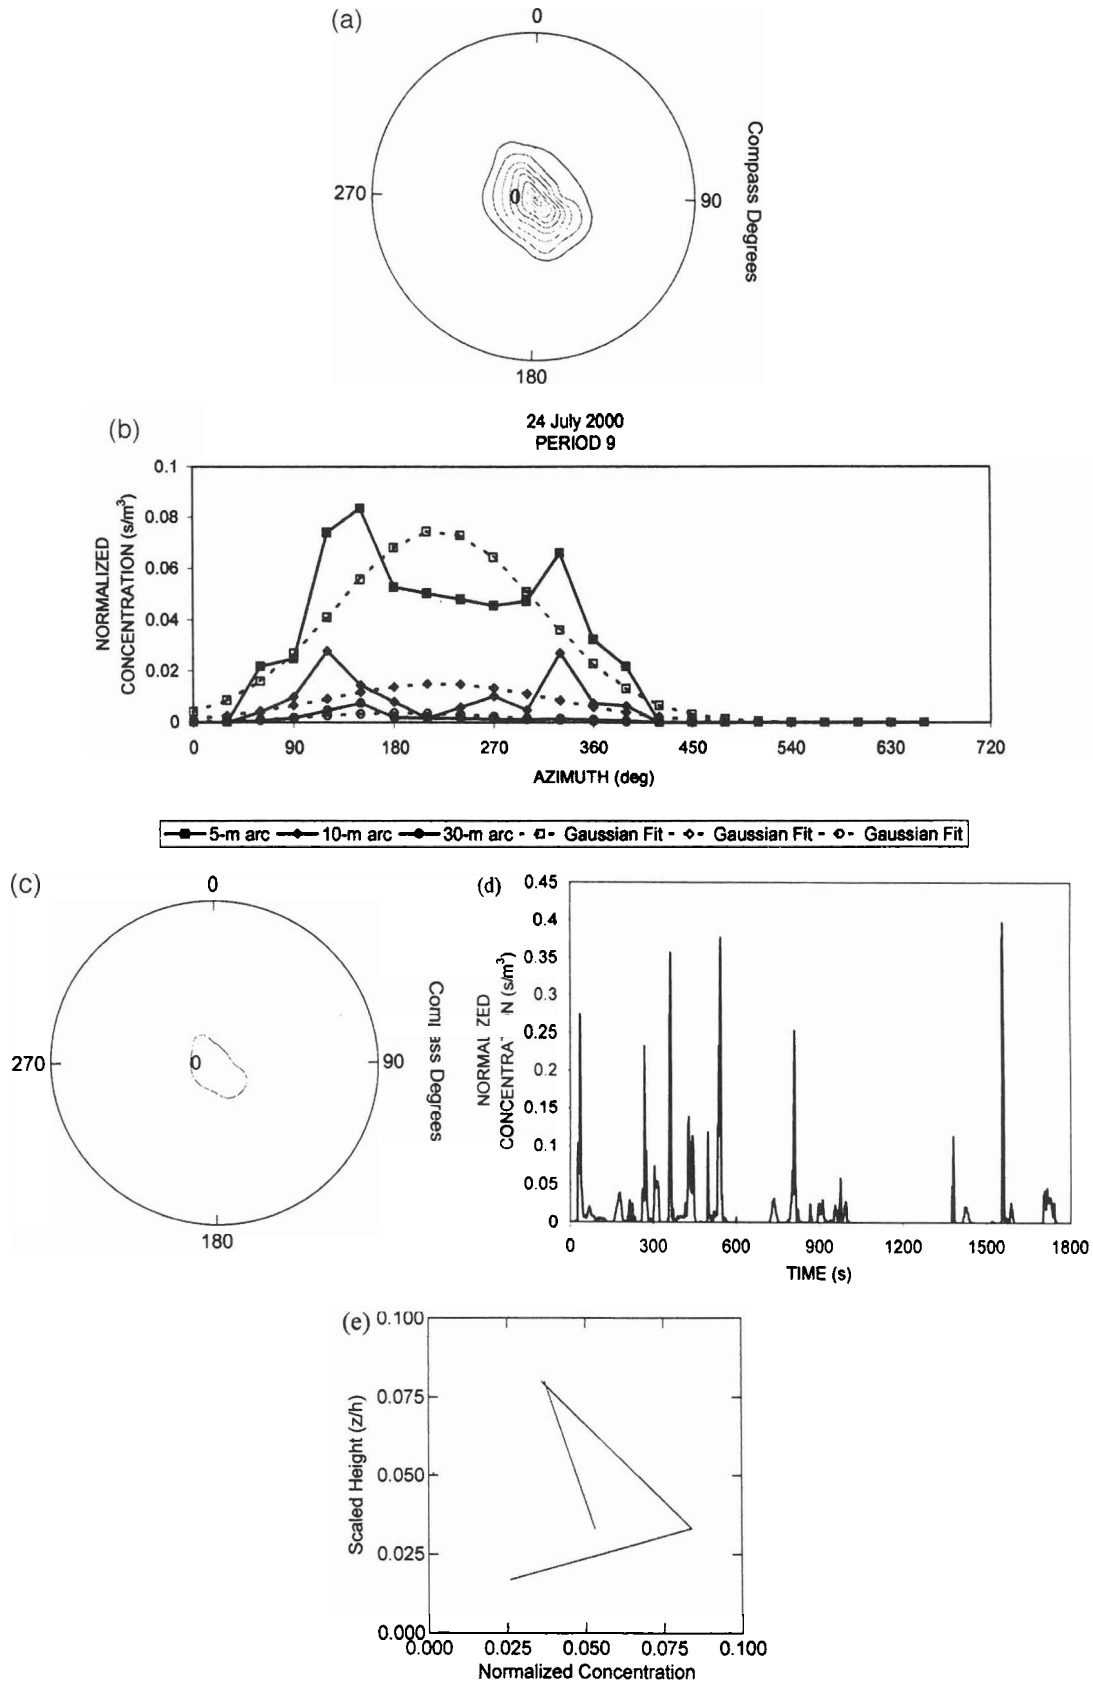 (a)
0
270
0
90
Compass Degrees
180
(b)
24 July 2000
PERIOD 9
NORMALIZED
CONCENTRATION (s/m³)
0.1
0.08
0.06
0.04
0.02
0
0 90 180 270 360 450 540 630 720
AZIMUTH (deg)
5-m arc 10-m arc 30-m arc Gaussian Fit Gaussian Fit Gaussian Fit
(c)
0
270
0
90
Degrees
180
(d)
(s/m³)
0.45
0.4
0.35
0.3
0.25
0.2
0.15
0.1
0.05
0
0 300 600 900 1200 1500 1800
TIME (s)
(e)
Scaled Height (z/h)
0.100
0.075
0.050
0.025
0.000
0.000 0.025 0.050 0.075 0.100
Normalized Concentration